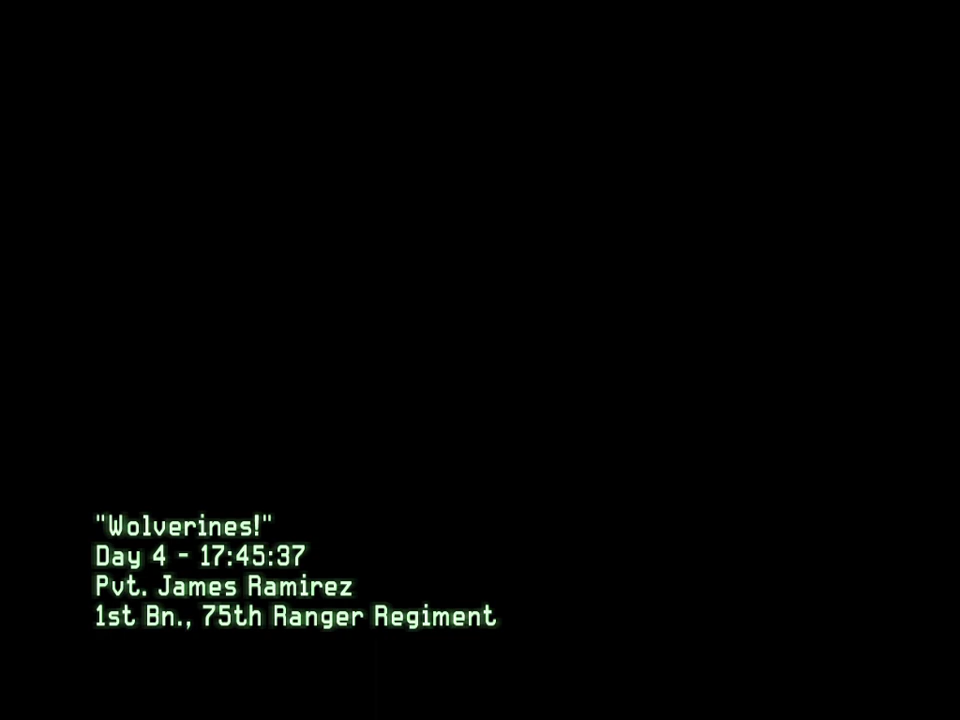 "Wolverines!"
Day 4 - 17:45:37
Pvt. James Ramirez
1st Bn., 75th Ranger Regiment